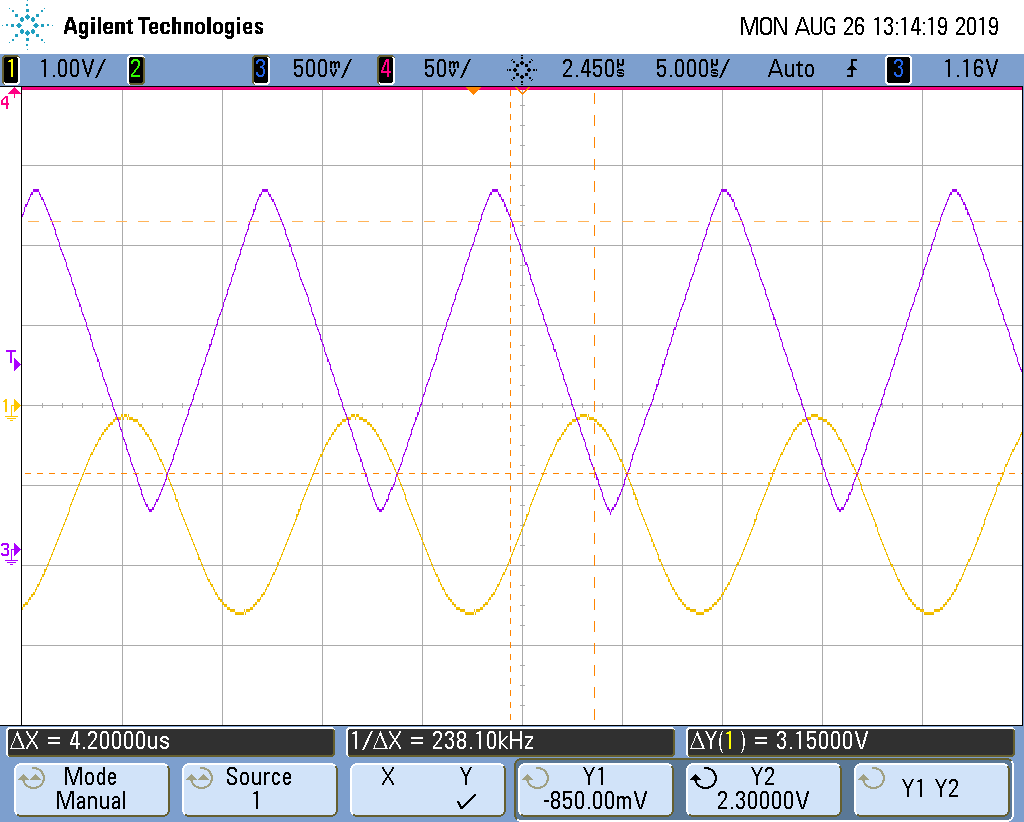 Agilent Technologies MON AUG 26 13:14:19 2019
1 1.00V/ 2 3 500mV/ 4 50mV/ 2.450us 5.000us/ Auto 3 1.16V
4
T
1
3
ΔX = 4.20000us 1/ΔX = 238.10kHz ΔY(1) = 3.15000V
Mode Source X Y Y1 Y2 Y1 Y2
Manual 1 ✓ -850.00mV 2.30000V